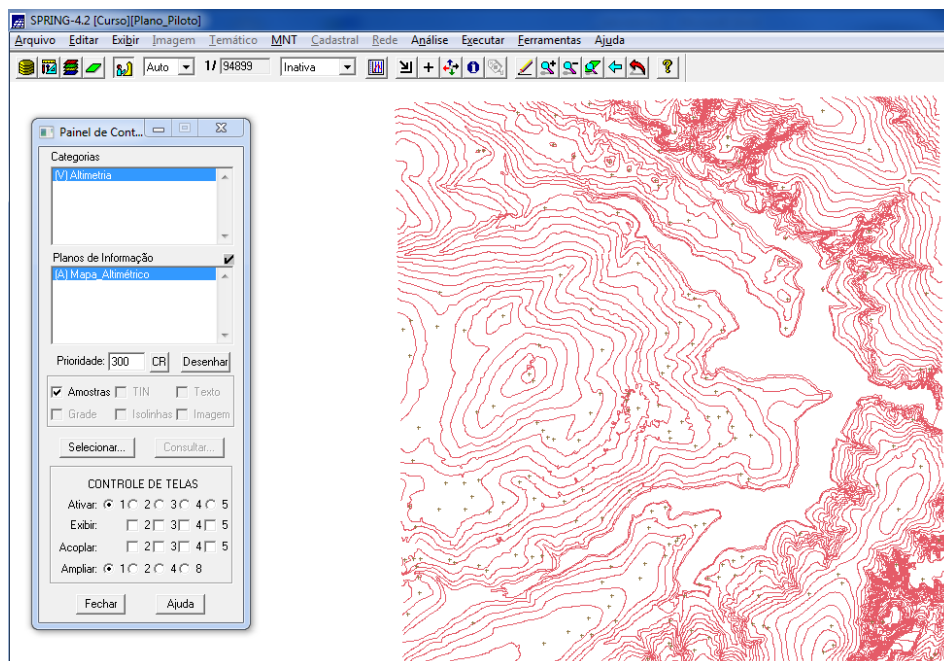 SPRING-4.2 [Curso][Plano_Piloto]
Arquivo Editar Exibir Imagem Temático MNT Cadastral Rede Análise Executar Ferramentas Ajuda
Auto 1/ 94899 Inativa
Painel de Cont...
Categorias
(V) Altimetria
Planos de Informação
(A) Mapa_Altimétrico
Prioridade: 300 CR Desenhar
Amostras TIN Texto
Grade Isolinhas Imagem
Selecionar... Consultar...
CONTROLE DE TELAS
Ativar: 1 2 3 4 5
Exibir: 2 3 4 5
Acoplar: 2 3 4 5
Ampliar: 1 2 4 8
Fechar Ajuda